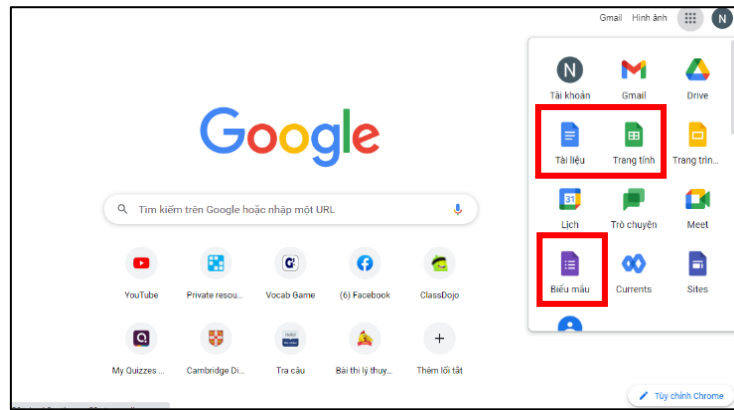 Gmail Hình ảnh N
N
Tài khoản Gmail Drive
Google
Tài liệu Trang tính Trang trìn...
Tìm kiếm trên Google hoặc nhập một URL
31
Lịch Trò chuyện Meet
YouTube Private resou... Vocab Game (6) Facebook ClassDojo
Biểu mẫu Currents Sites
My Quizzes ... Cambridge Di... Tra câu Bài thi lý thuy... Thêm lối tắt
Tùy chỉnh Chrome